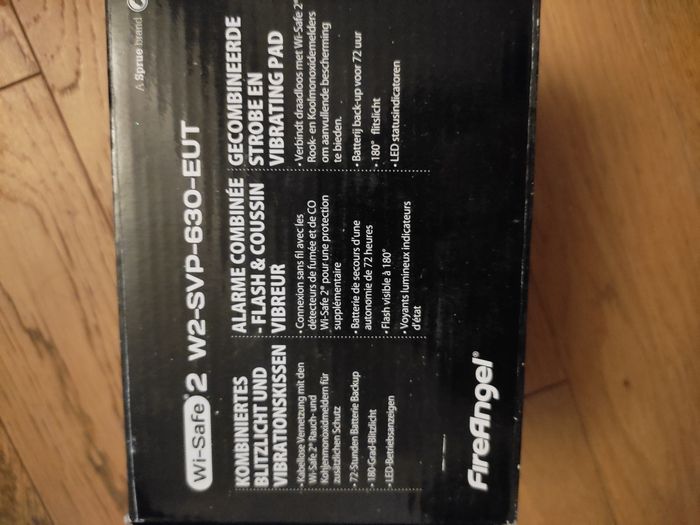 Wi-Safe 2 W2-SVP-630-EUT
A Sprue brand
KOMBINIERTES
BLITZLICHT UND
VIBRATIONSKISSEN
• Kabellose Vernetzung mit den
Wi-Safe 2® Rauch- und
Kohlenmonoxidmeldern für
zusätzlichen Schutz
• 72-Stunden Batterie Backup
• 180-Grad-Blitzlicht
• LED-Betriebsanzeigen
ALARME COMBINÉE
- FLASH & COUSSIN
VIBREUR
• Connexion sans fil avec les
détecteurs de fumée et de CO
Wi-Safe 2® pour une protection
supplémentaire
• Batterie de secours d'une
autonomie de 72 heures
• Flash visible à 180°
• Voyants lumineux indicateurs
d'état
GECOMBINEERDE
STROBE EN
VIBRATING PAD
• Verbindt draadloos met Wi-Safe 2®
Rook- en Koolmonoxidemelders
om aanvullende bescherming
te bieden.
• Batterij back-up voor 72 uur
• 180° flitslicht
• LED statusindicatoren
FireAngel®